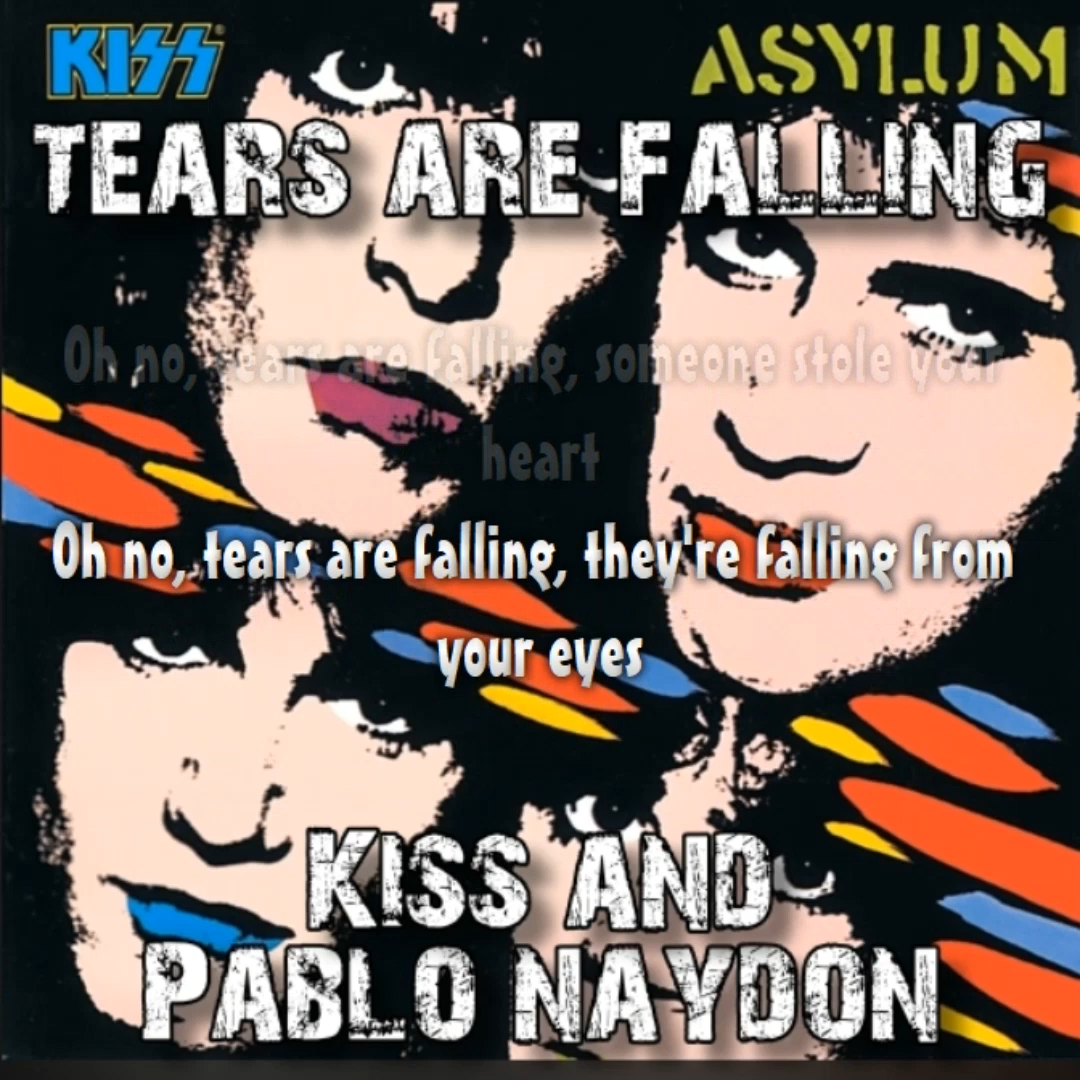 KISS ASYLUM
TEARS ARE FALLING
Oh no, tears are falling, someone stole your
heart
Oh no, tears are falling, they're falling from
your eyes
KISS AND
PABLO NAYDON